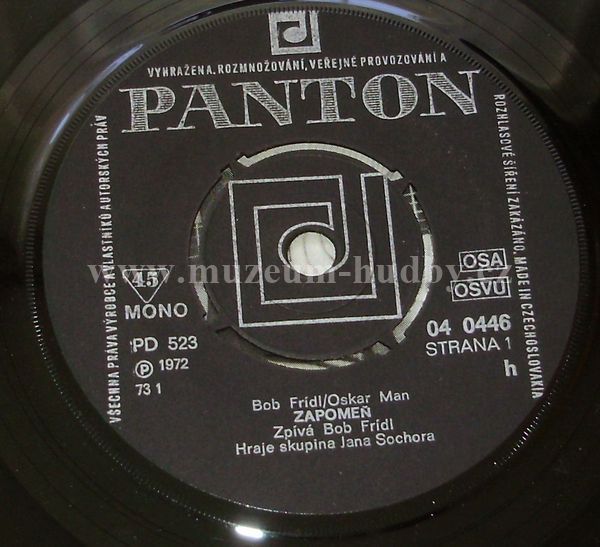 VYHRAŽENA. ROZMNOŽOVÁNÍ, VEŘEJNÉ PROVOZOVÁNÍ A
PANTON
VŠECHNA PRÁVA VÝROBCE A VLASTNÍKŮ AUTORSKÝCH PRÁV
ROZHLASOVÉ ŠÍŘENÍ ZAKÁZÁNO. MADE IN CZECHOSLOVAKIA
www.muzeum-hudby.cz
45
MONO
OSA
OSVU
PD 523
04 0446
Ⓟ 1972
STRANA 1
73 1
h
Bob Frídl/Oskar Man
ZAPOMEŇ
Zpívá Bob Frídl
Hraje skupina Jana Sochora